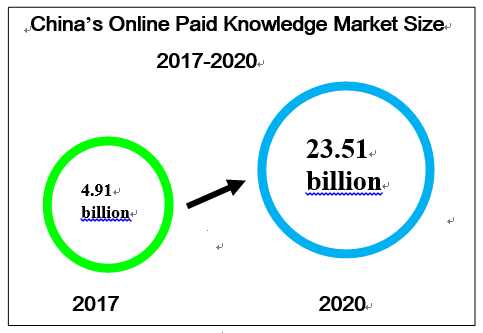 China's Online Paid Knowledge Market Size
2017-2020
4.91
billion
23.51
billion
2017
2020